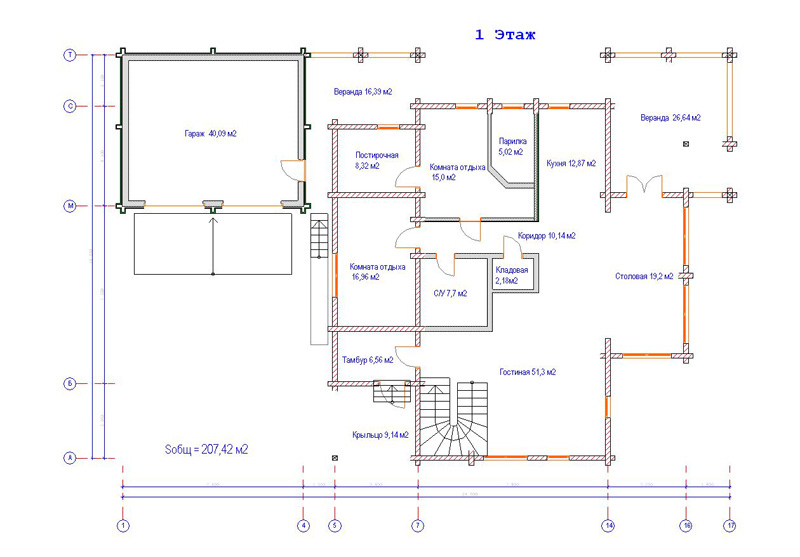 1 Этаж
Т
Веранда 16,39 м2
С
Веранда 26,64 м2
Гараж 40,09 м2
Парилка
5,02 м2
Постирочная
8,32 м2
Комната отдыха
15,0 м2
Кухня 12,87 м2
М
Коридор 10,14 м2
Комната отдыха
16,96 м2
Кладовая
2,18м2
Столовая 19,2 м2
С/У 7,7 м2
Тамбур 6,56 м2
Гостиная 51,3 м2
Б
Крыльцо 9,14 м2
Sобщ = 207,42 м2
А
1
4
5
7
14
16
17